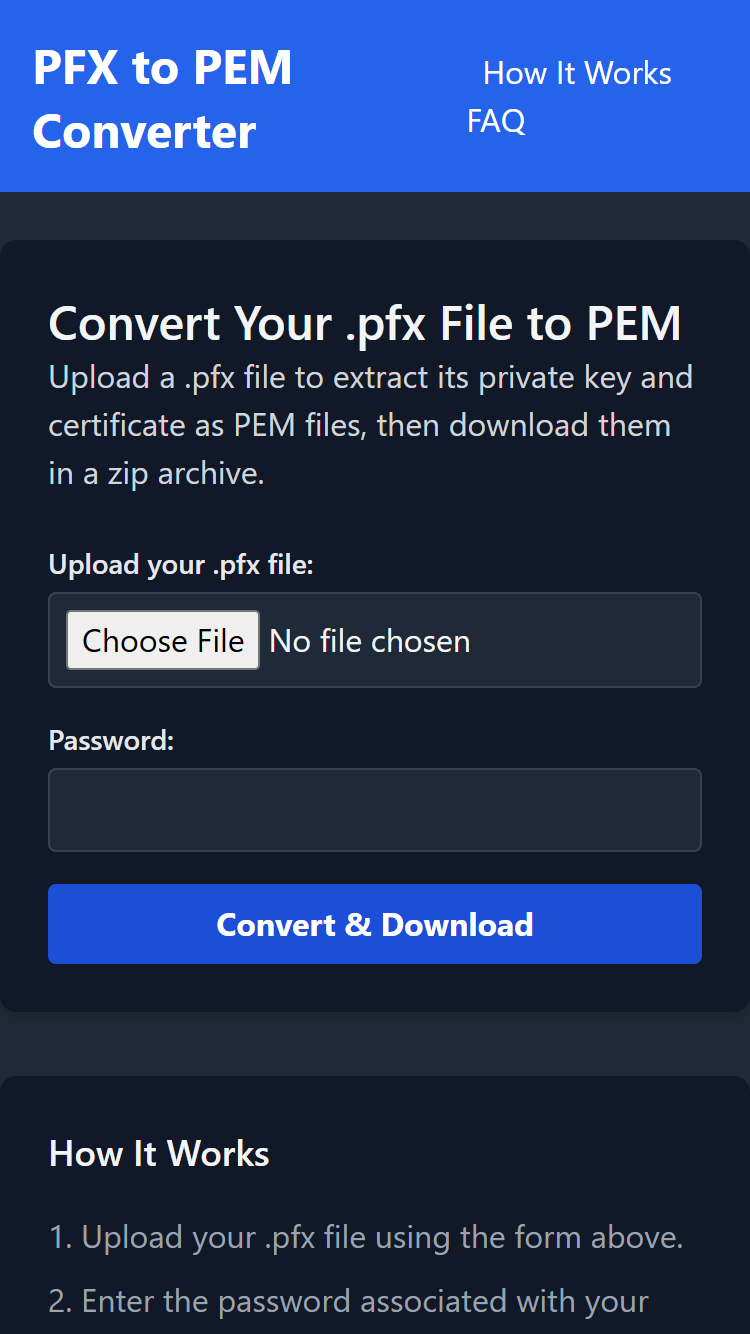 PFX to PEM
Converter
How It Works
FAQ
Convert Your .pfx File to PEM
Upload a .pfx file to extract its private key and
certificate as PEM files, then download them
in a zip archive.
Upload your .pfx file:
Choose File No file chosen
Password:
Convert & Download
How It Works
1. Upload your .pfx file using the form above.
2. Enter the password associated with your